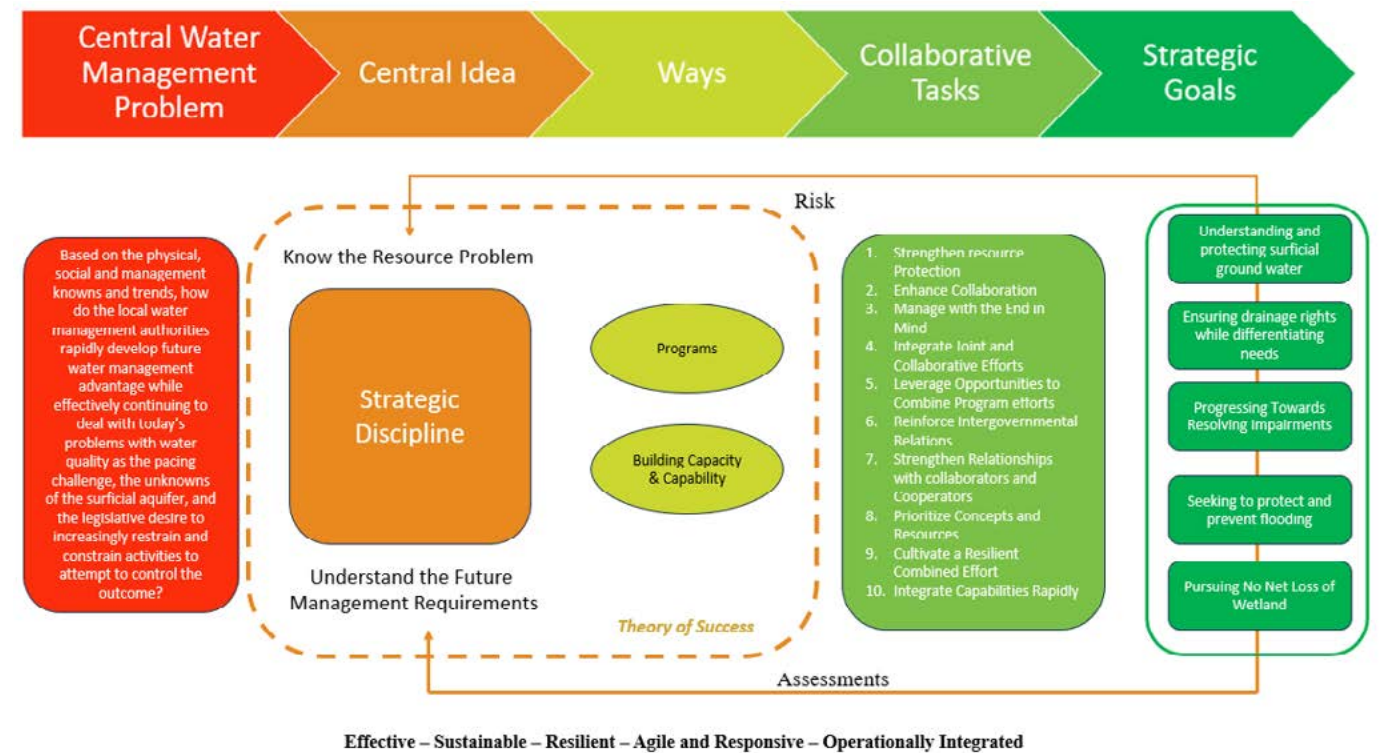 Central Water
Management
Problem
Central Idea
Ways
Collaborative
Tasks
Strategic
Goals
Risk
Based on the physical,
social and management
knowns and trends, how
do the local water
management authorities
rapidly develop future
water management
advantage while
effectively continuing to
deal with today's
problems with water
quality as the pacing
challenge, the unknowns
of the surficial aquifer, and
the legislative desire to
increasingly restrain and
constrain activities to
attempt to control the
outcome?
Know the Resource Problem
Strategic
Discipline
Understand the Future
Management Requirements
Programs
Building Capacity
& Capability
Theory of Success
1. Strengthen resource
Protection
2. Enhance Collaboration
3. Manage with the End in
Mind
4. Integrate Joint and
Collaborative Efforts
5. Leverage Opportunities to
Combine Program efforts
6. Reinforce Intergovernmental
Relations
7. Strengthen Relationships
with collaborators and
Cooperators
8. Prioritize Concepts and
Resources
9. Cultivate a Resilient
Combined Effort
10. Integrate Capabilities Rapidly
Understanding and
protecting surficial
ground water
Ensuring drainage rights
while differentiating
needs
Progressing Towards
Resolving Impairments
Seeking to protect and
prevent flooding
Pursuing No Net Loss of
Wetland
Assessments
Effective – Sustainable – Resilient – Agile and Responsive – Operationally Integrated